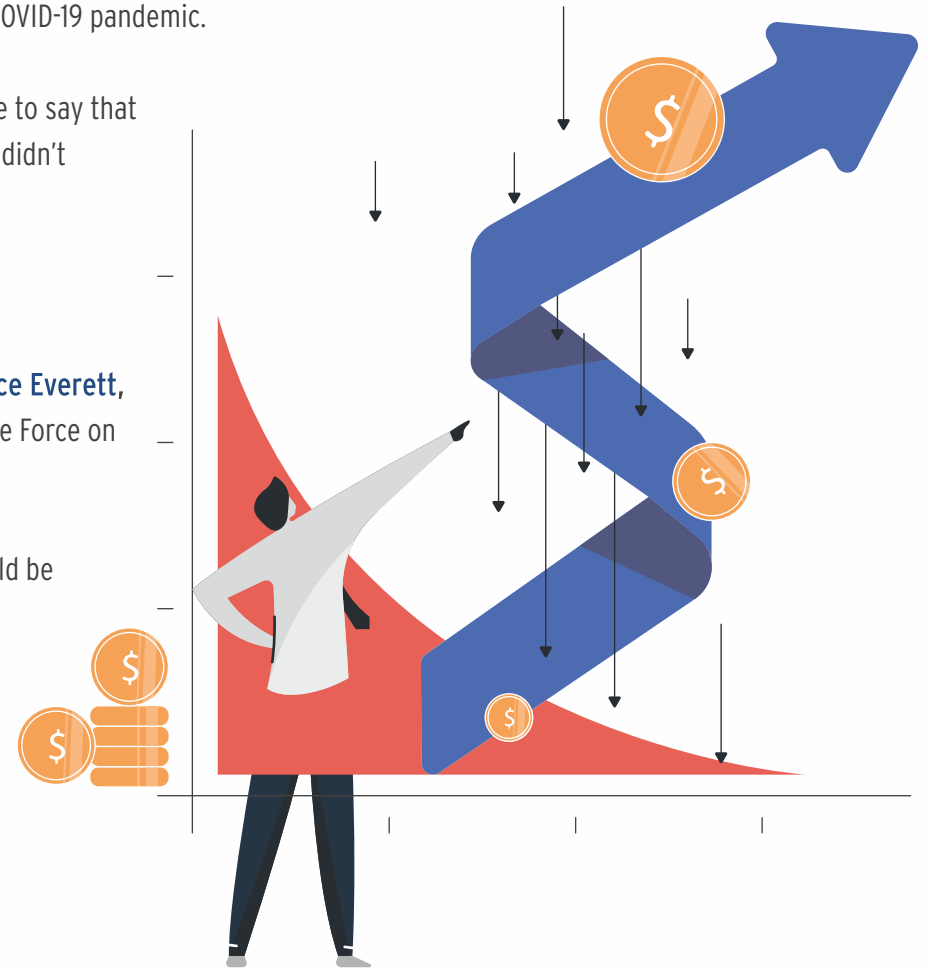 OVID-19 pandemic.
e to say that
didn't
ce Everett,
e Force on
ld be
$
$
$
$
$